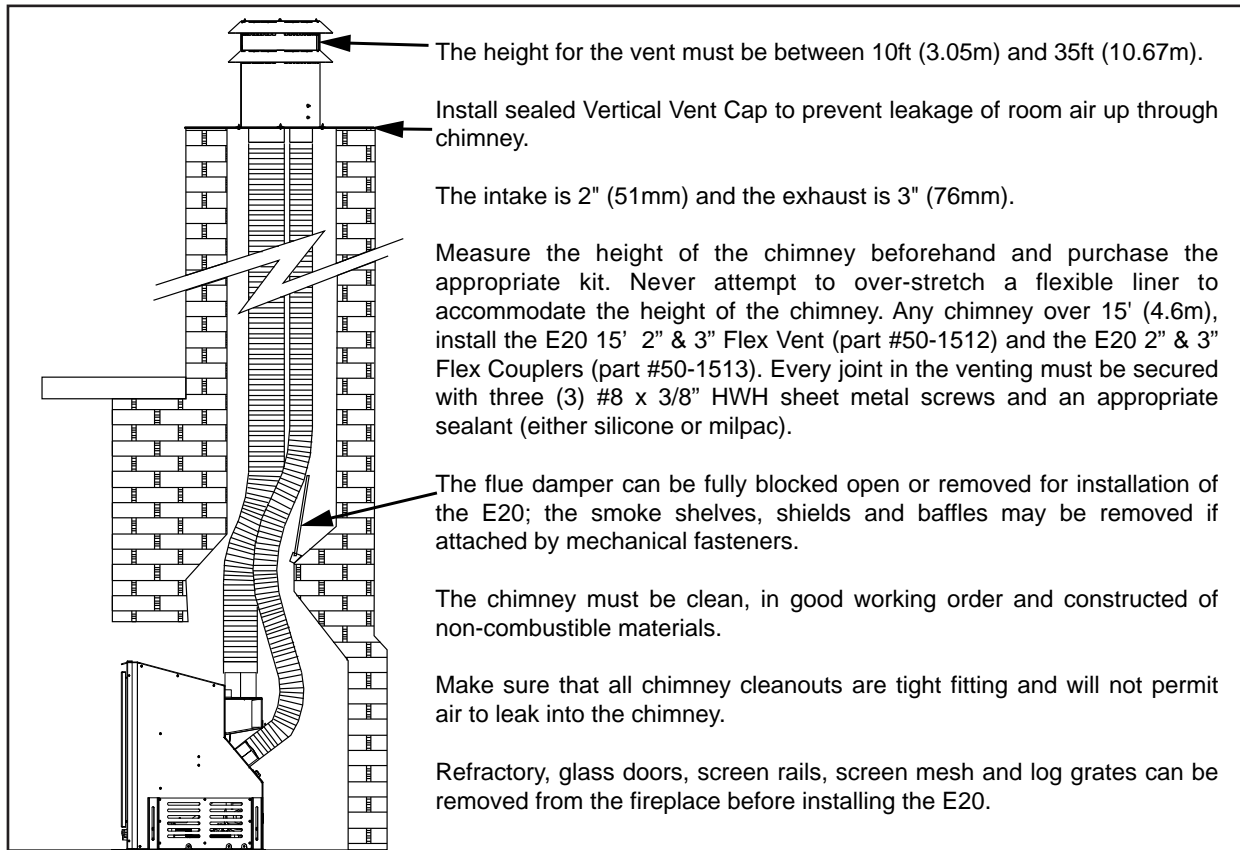 The height for the vent must be between 10ft (3.05m) and 35ft (10.67m).
Install sealed Vertical Vent Cap to prevent leakage of room air up through
chimney.
The intake is 2" (51mm) and the exhaust is 3" (76mm).
Measure the height of the chimney beforehand and purchase the
appropriate kit. Never attempt to over-stretch a flexible liner to
accommodate the height of the chimney. Any chimney over 15' (4.6m),
install the E20 15’ 2” & 3” Flex Vent (part #50-1512) and the E20 2” & 3”
Flex Couplers (part #50-1513). Every joint in the venting must be secured
with three (3) #8 x 3/8” HWH sheet metal screws and an appropriate
sealant (either silicone or milpac).
The flue damper can be fully blocked open or removed for installation of
the E20; the smoke shelves, shields and baffles may be removed if
attached by mechanical fasteners.
The chimney must be clean, in good working order and constructed of
non-combustible materials.
Make sure that all chimney cleanouts are tight fitting and will not permit
air to leak into the chimney.
Refractory, glass doors, screen rails, screen mesh and log grates can be
removed from the fireplace before installing the E20.